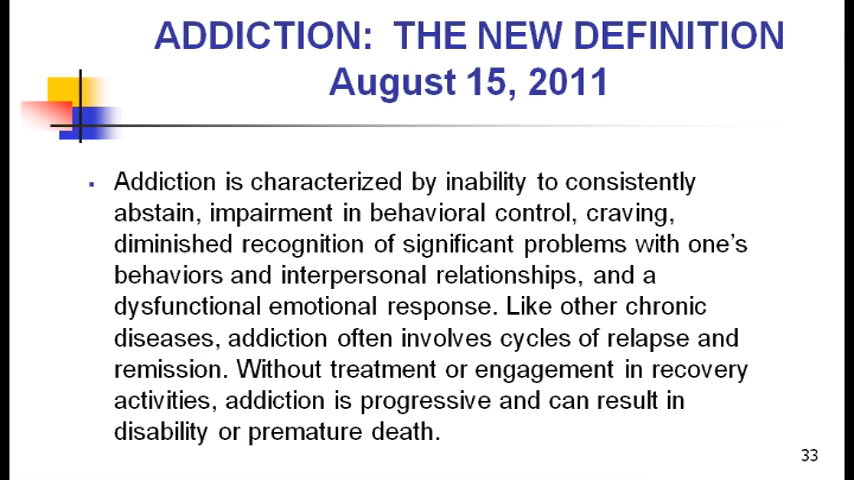 ADDICTION:  THE NEW DEFINITION
August 15, 2011
Addiction is characterized by inability to consistently
abstain, impairment in behavioral control, craving,
diminished recognition of significant problems with one’s
behaviors and interpersonal relationships, and a
dysfunctional emotional response. Like other chronic
diseases, addiction often involves cycles of relapse and
remission. Without treatment or engagement in recovery
activities, addiction is progressive and can result in
disability or premature death.
33